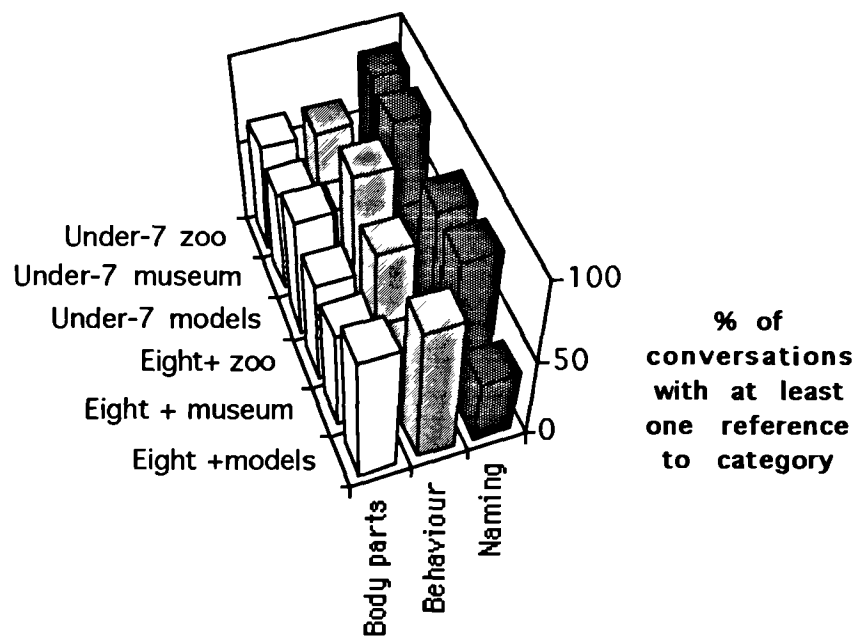 Under-7 zoo
Under-7 museum
Under-7 models
Eight+ zoo
Eight + museum
Eight +models
100
50
0
% of
conversations
with at least
one reference
to category
Body parts
Behaviour
Naming